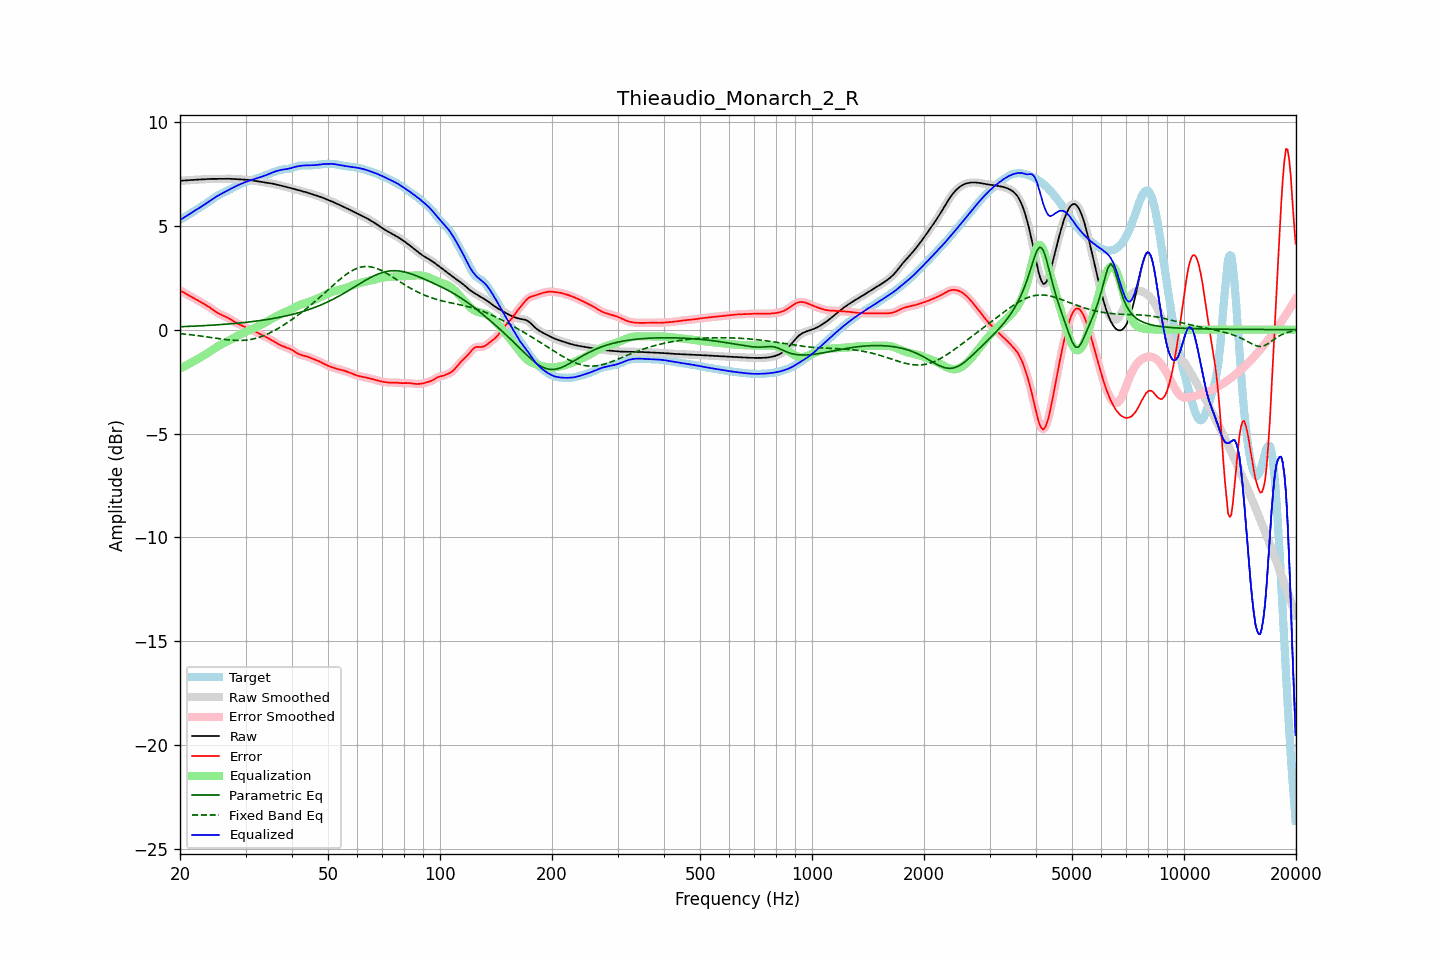 Thieaudio_Monarch_2_R
10
5
0
−5
−10
−15
−20
−25
Amplitude (dBr)
Target
Raw Smoothed
Error Smoothed
Raw
Error
Equalization
Parametric Eq
Fixed Band Eq
Equalized
20 50 100 200 500 1000 2000 5000 10000 20000
Frequency (Hz)